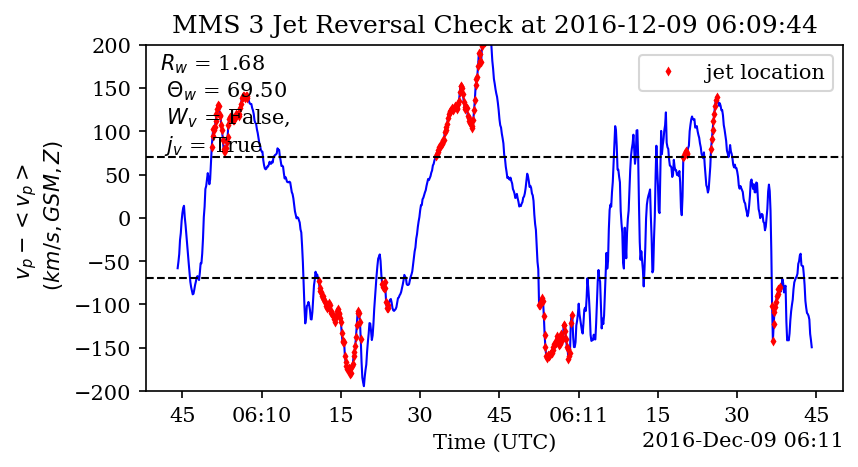 MMS 3 Jet Reversal Check at 2016-12-09 06:09:44
R_w = 1.68
Θ_w = 69.50
W_v = False,
j_v = True
jet location
200
150
100
50
0
−50
−100
−150
−200
v_p − < v_p >
(km/s, GSM, Z)
45 06:10 15 30 45 06:11 15 30 45
Time (UTC)
2016-Dec-09 06:11